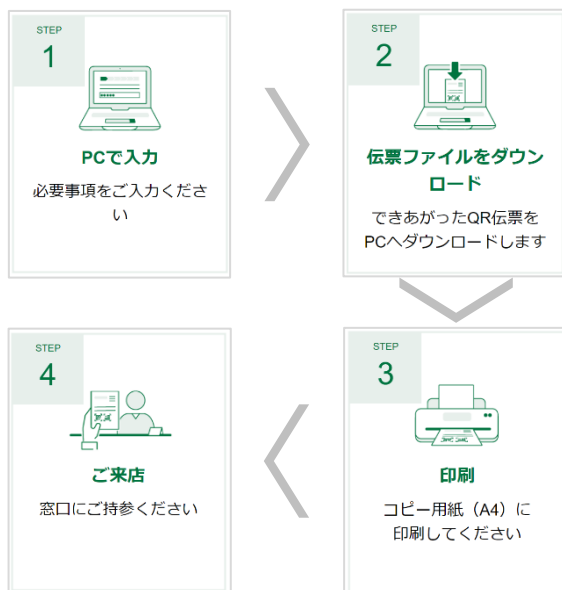 STEP
1
PCで入力
必要事項をご入力くださ
い
STEP
2
伝票ファイルをダウン
ロード
できあがったQR伝票を
PCへダウンロードします
STEP
3
印刷
コピー用紙（A4）に
印刷してください
STEP
4
ご来店
窓口にご持参ください